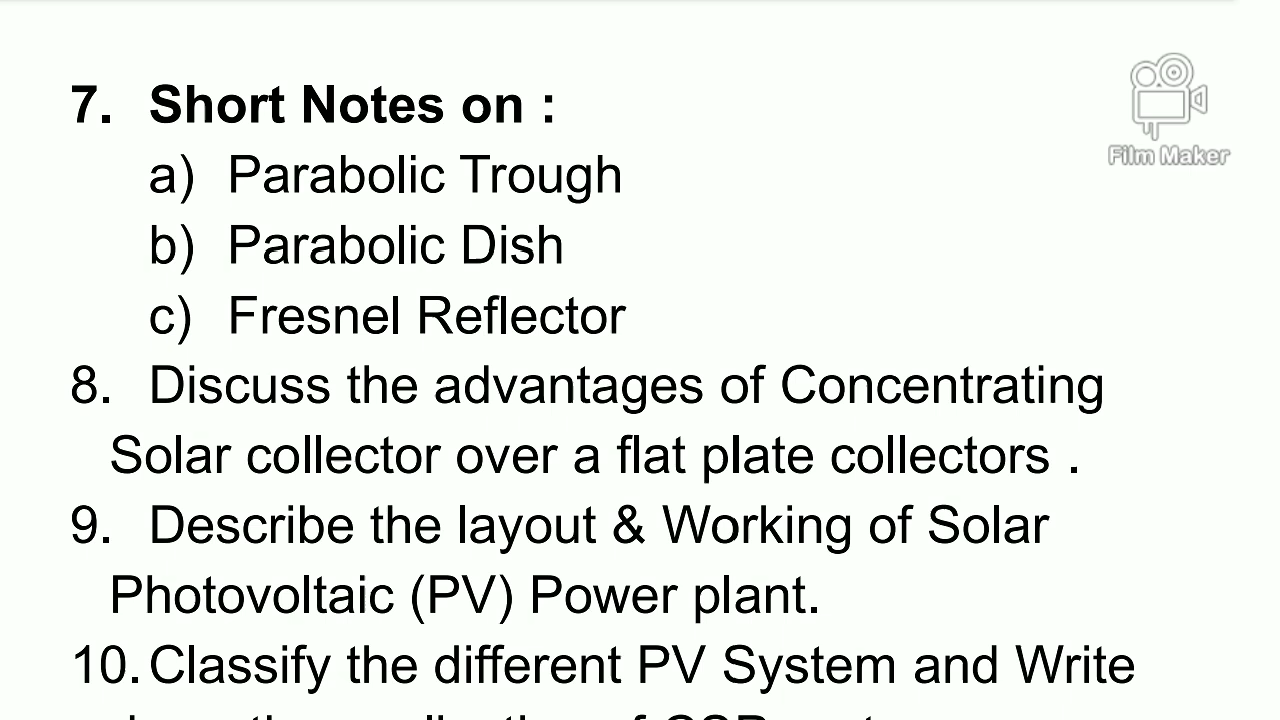 7. Short Notes on :
Film Maker
a) Parabolic Trough
b) Parabolic Dish
c) Fresnel Reflector
8. Discuss the advantages of Concentrating
Solar collector over a flat plate collectors .
9. Describe the layout & Working of Solar
Photovoltaic (PV) Power plant.
10. Classify the different PV System and Write